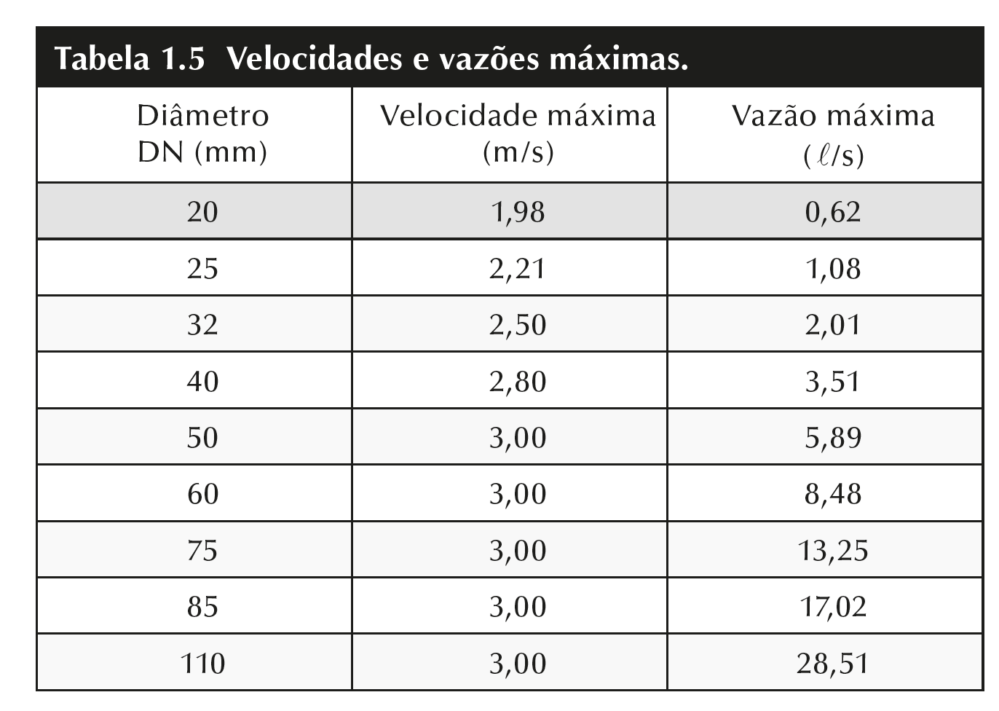 Tabela 1.5 Velocidades e vazões máximas.
Diâmetro DN (mm) Velocidade máxima (m/s) Vazão máxima (ℓ/s)
20 1,98 0,62
25 2,21 1,08
32 2,50 2,01
40 2,80 3,51
50 3,00 5,89
60 3,00 8,48
75 3,00 13,25
85 3,00 17,02
110 3,00 28,51